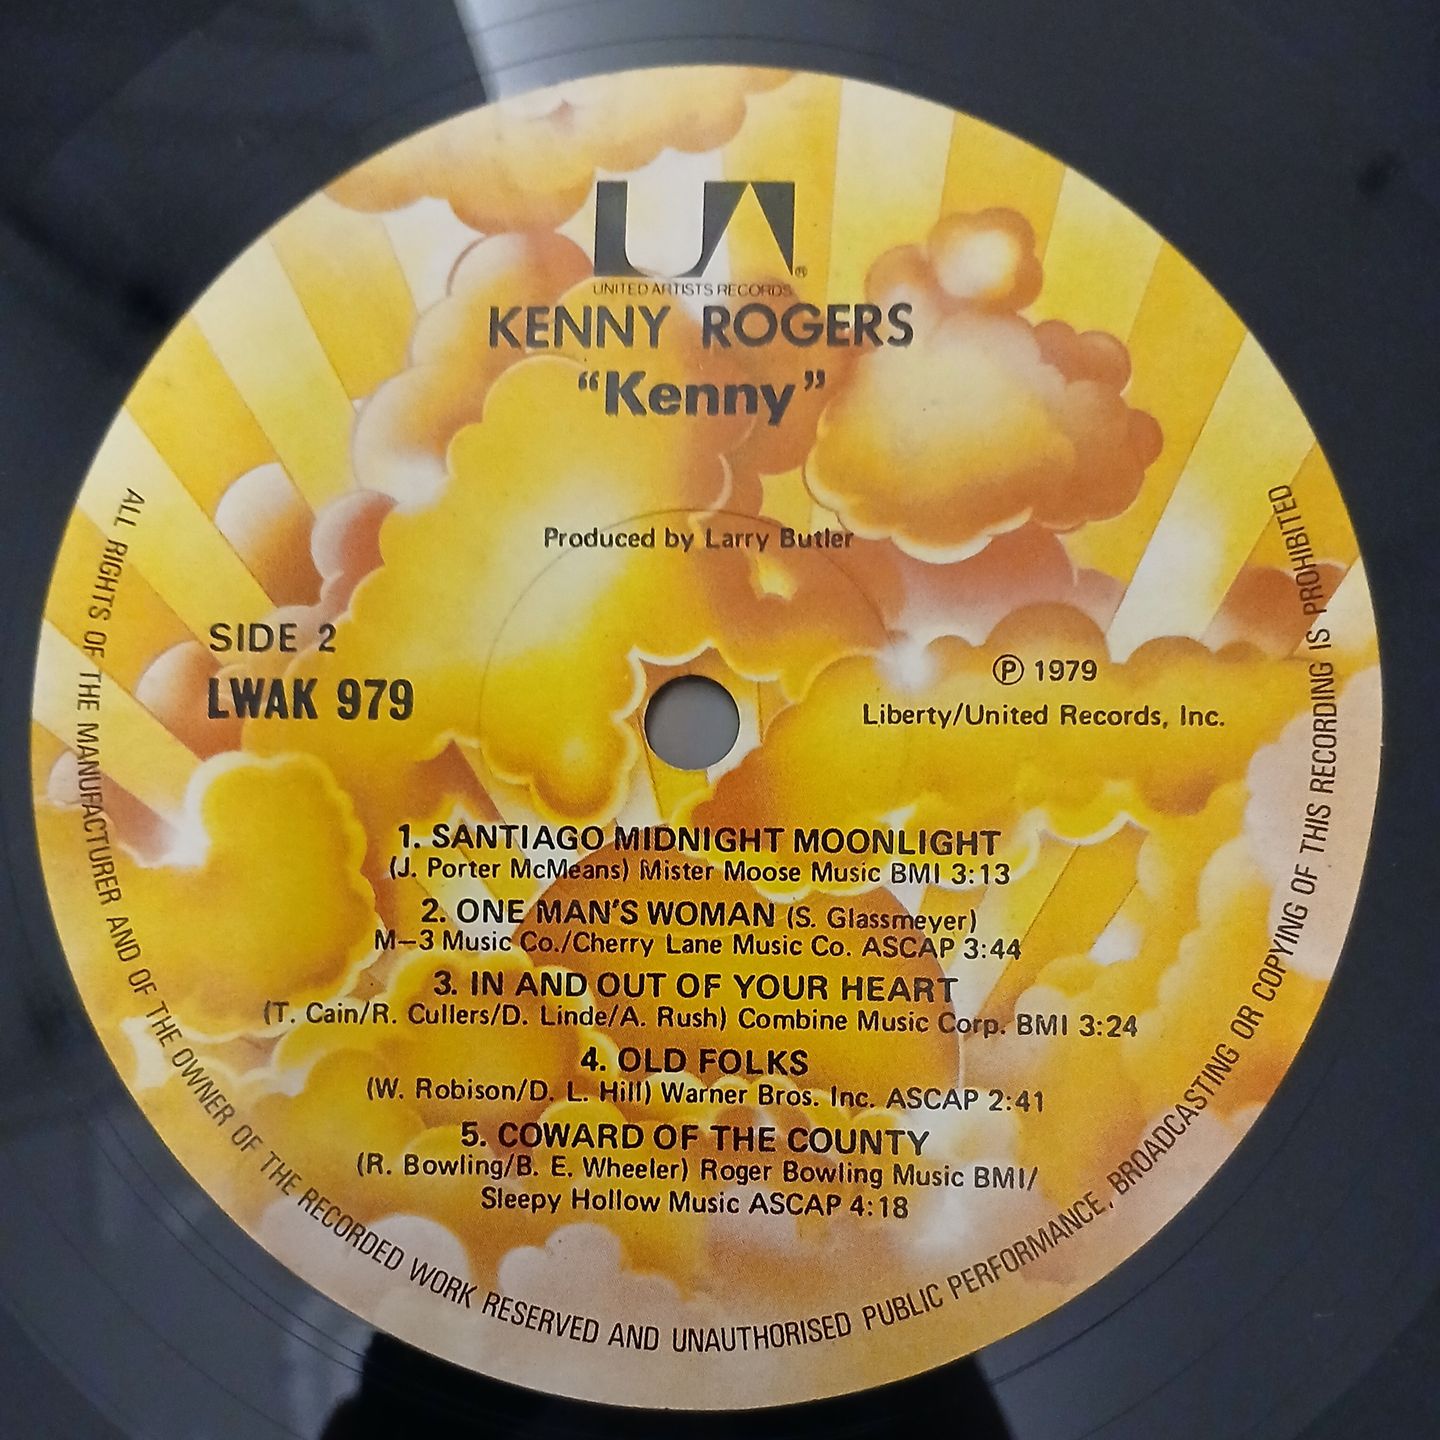 UA®
UNITED ARTISTS RECORDS
KENNY ROGERS
“Kenny”
Produced by Larry Butler
SIDE 2
LWAK 979
Ⓟ 1979
Liberty/United Records, Inc.
1. SANTIAGO MIDNIGHT MOONLIGHT
(J. Porter McMeans) Mister Moose Music BMI 3:13
2. ONE MAN'S WOMAN (S. Glassmeyer)
M–3 Music Co./Cherry Lane Music Co. ASCAP 3:44
3. IN AND OUT OF YOUR HEART
(T. Cain/R. Cullers/D. Linde/A. Rush) Combine Music Corp. BMI 3:24
4. OLD FOLKS
(W. Robison/D. L. Hill) Warner Bros. Inc. ASCAP 2:41
5. COWARD OF THE COUNTY
(R. Bowling/B. E. Wheeler) Roger Bowling Music BMI/
Sleepy Hollow Music ASCAP 4:18
ALL RIGHTS OF THE MANUFACTURER AND OF THE OWNER OF THE RECORDED WORK RESERVED AND UNAUTHORISED PUBLIC PERFORMANCE, BROADCASTING OR COPYING OF THIS RECORDING IS PROHIBITED